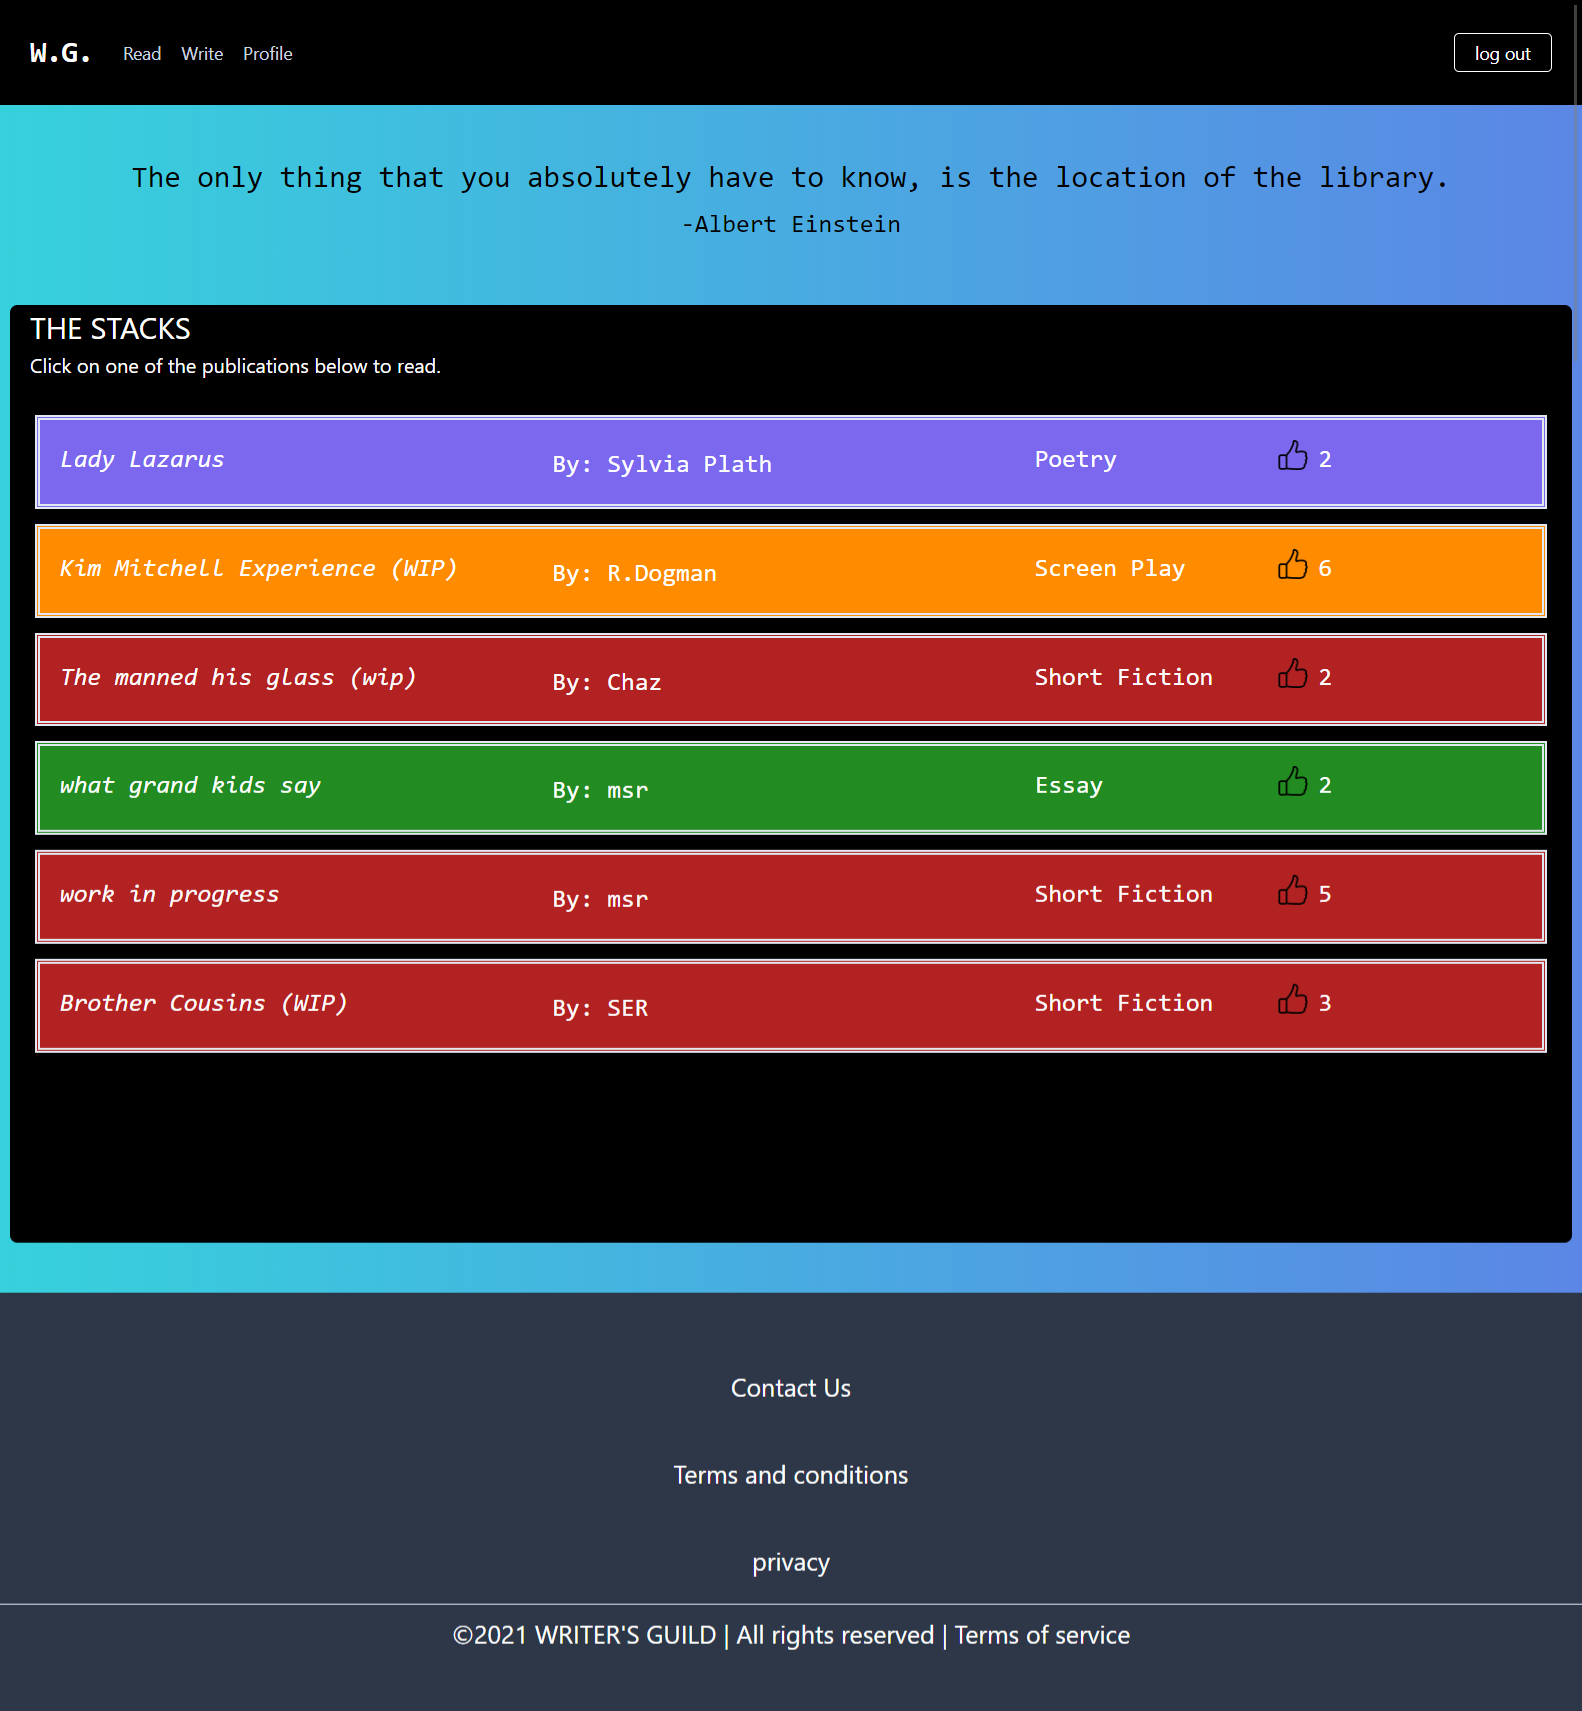 W.G. Read Write Profile log out
The only thing that you absolutely have to know, is the location of the library.
-Albert Einstein
THE STACKS
Click on one of the publications below to read.
Lady Lazarus By: Sylvia Plath Poetry 2
Kim Mitchell Experience (WIP) By: R.Dogman Screen Play 6
The manned his glass (wip) By: Chaz Short Fiction 2
what grand kids say By: msr Essay 2
work in progress By: msr Short Fiction 5
Brother Cousins (WIP) By: SER Short Fiction 3
Contact Us
Terms and conditions
privacy
©2021 WRITER'S GUILD | All rights reserved | Terms of service